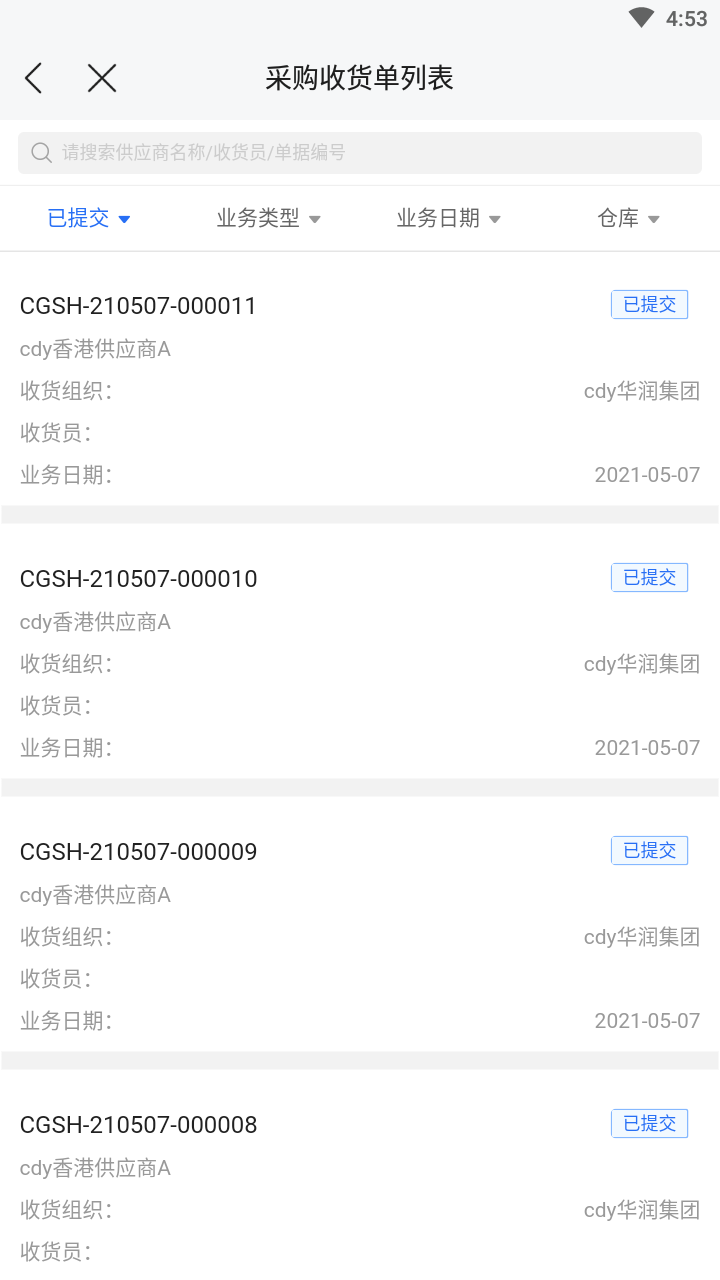 4:53
采购收货单列表
请搜索供应商名称/收货员/单据编号
已提交 业务类型 业务日期 仓库
CGSH-210507-000011 已提交
cdy香港供应商A
收货组织： cdy华润集团
收货员：
业务日期： 2021-05-07
CGSH-210507-000010 已提交
cdy香港供应商A
收货组织： cdy华润集团
收货员：
业务日期： 2021-05-07
CGSH-210507-000009 已提交
cdy香港供应商A
收货组织： cdy华润集团
收货员：
业务日期： 2021-05-07
CGSH-210507-000008 已提交
cdy香港供应商A
收货组织： cdy华润集团
收货员：